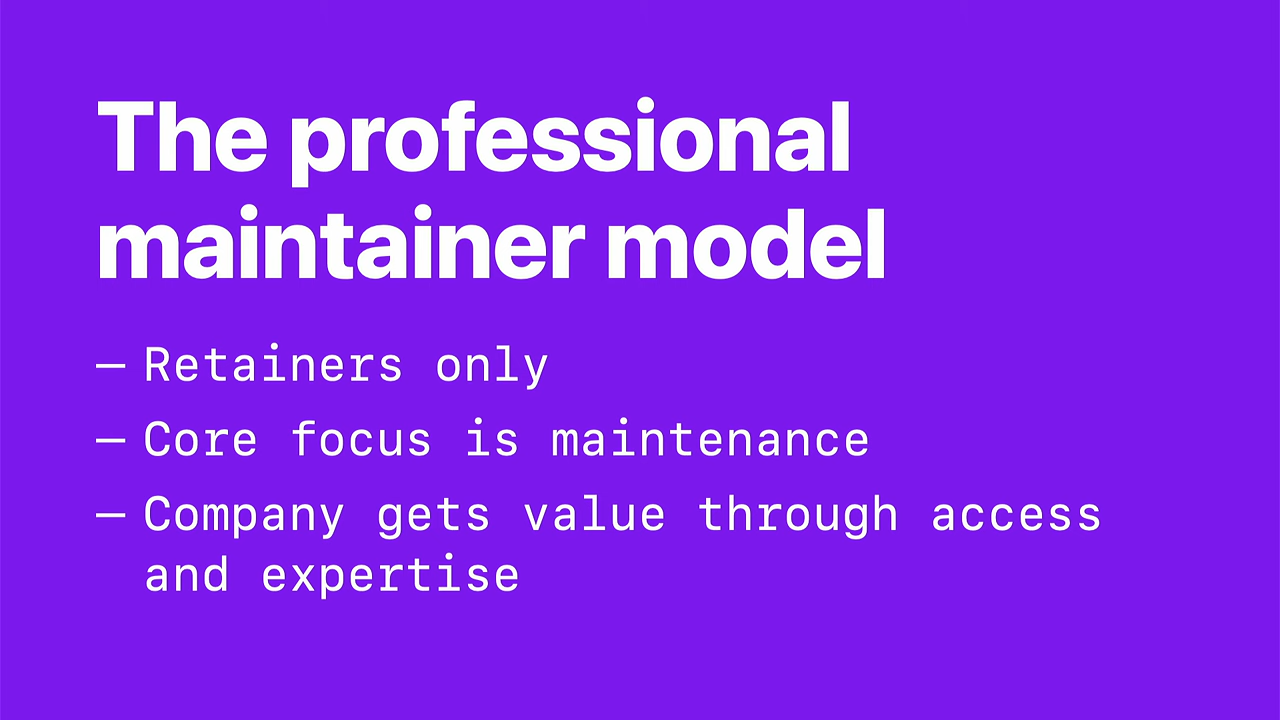 The professional
maintainer model
— Retainers only
— Core focus is maintenance
— Company gets value through access
and expertise